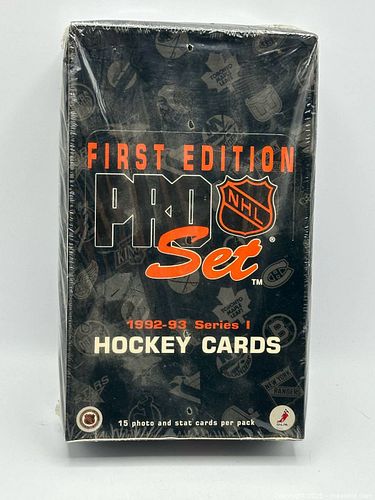 FIRST EDITION
PRO
NHL
Set ®
TM
1992-93 Series I
HOCKEY CARDS
15 photo and stat cards per pack